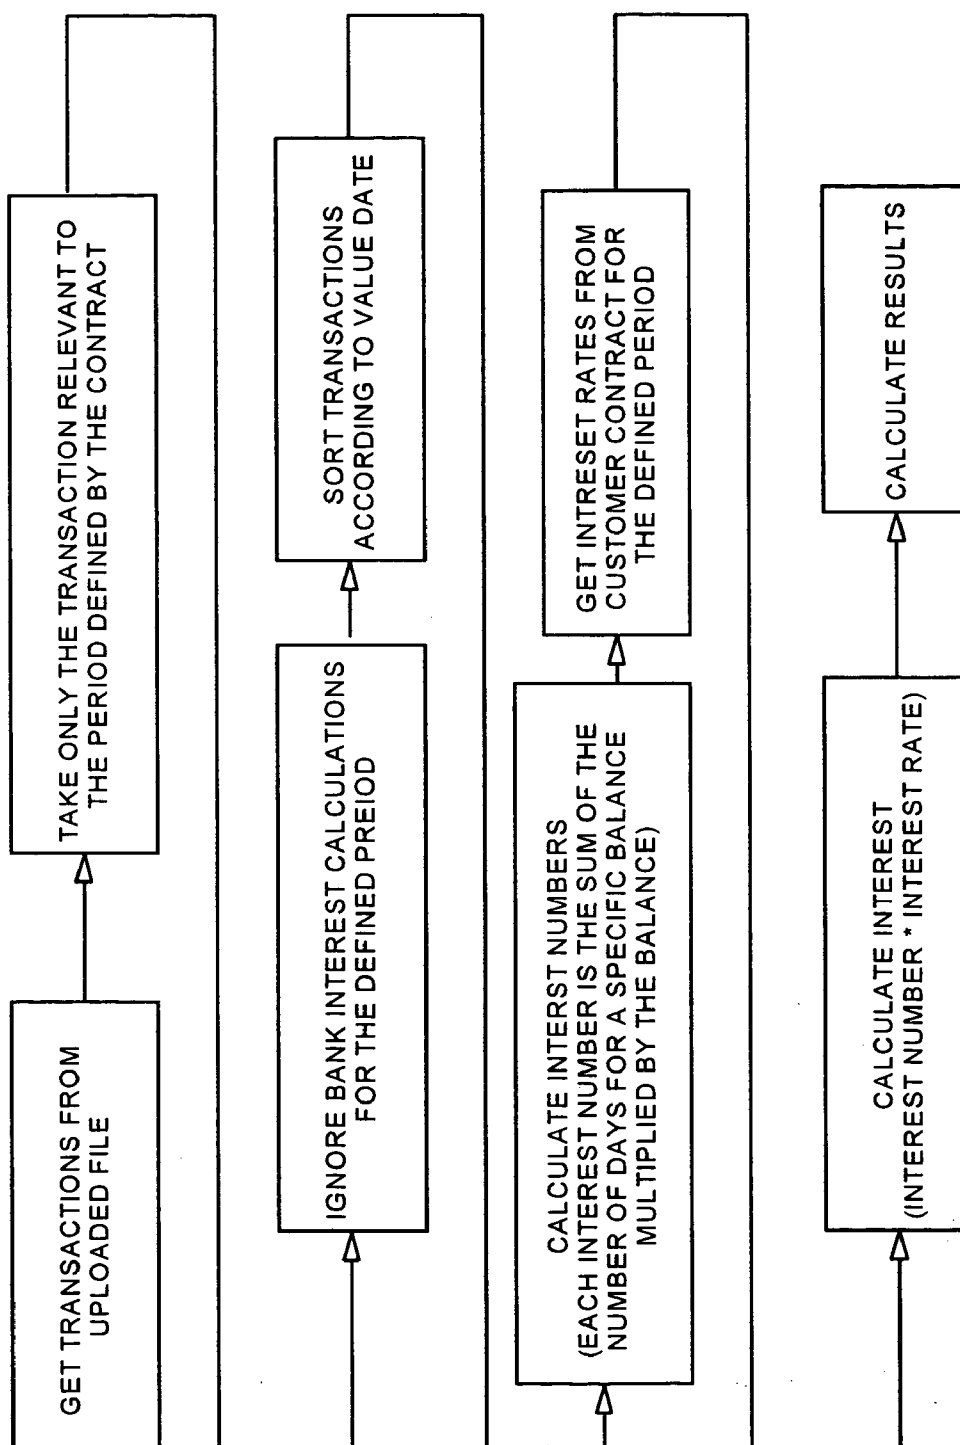 GET TRANSACTIONS FROM
UPLOADED FILE
TAKE ONLY THE TRANSACTION RELEVANT TO
THE PERIOD DEFINED BY THE CONTRACT
IGNORE BANK INTEREST CALCULATIONS
FOR THE DEFINED PREIOD
SORT TRANSACTIONS
ACCORDING TO VALUE DATE
CALCULATE INTERST NUMBERS
(EACH INTEREST NUMBER IS THE SUM OF THE
NUMBER OF DAYS FOR A SPECIFIC BALANCE
MULTIPLIED BY THE BALANCE)
GET INTRESET RATES FROM
CUSTOMER CONTRACT FOR
THE DEFINED PERIOD
CALCULATE INTEREST
(INTEREST NUMBER * INTEREST RATE)
CALCULATE RESULTS